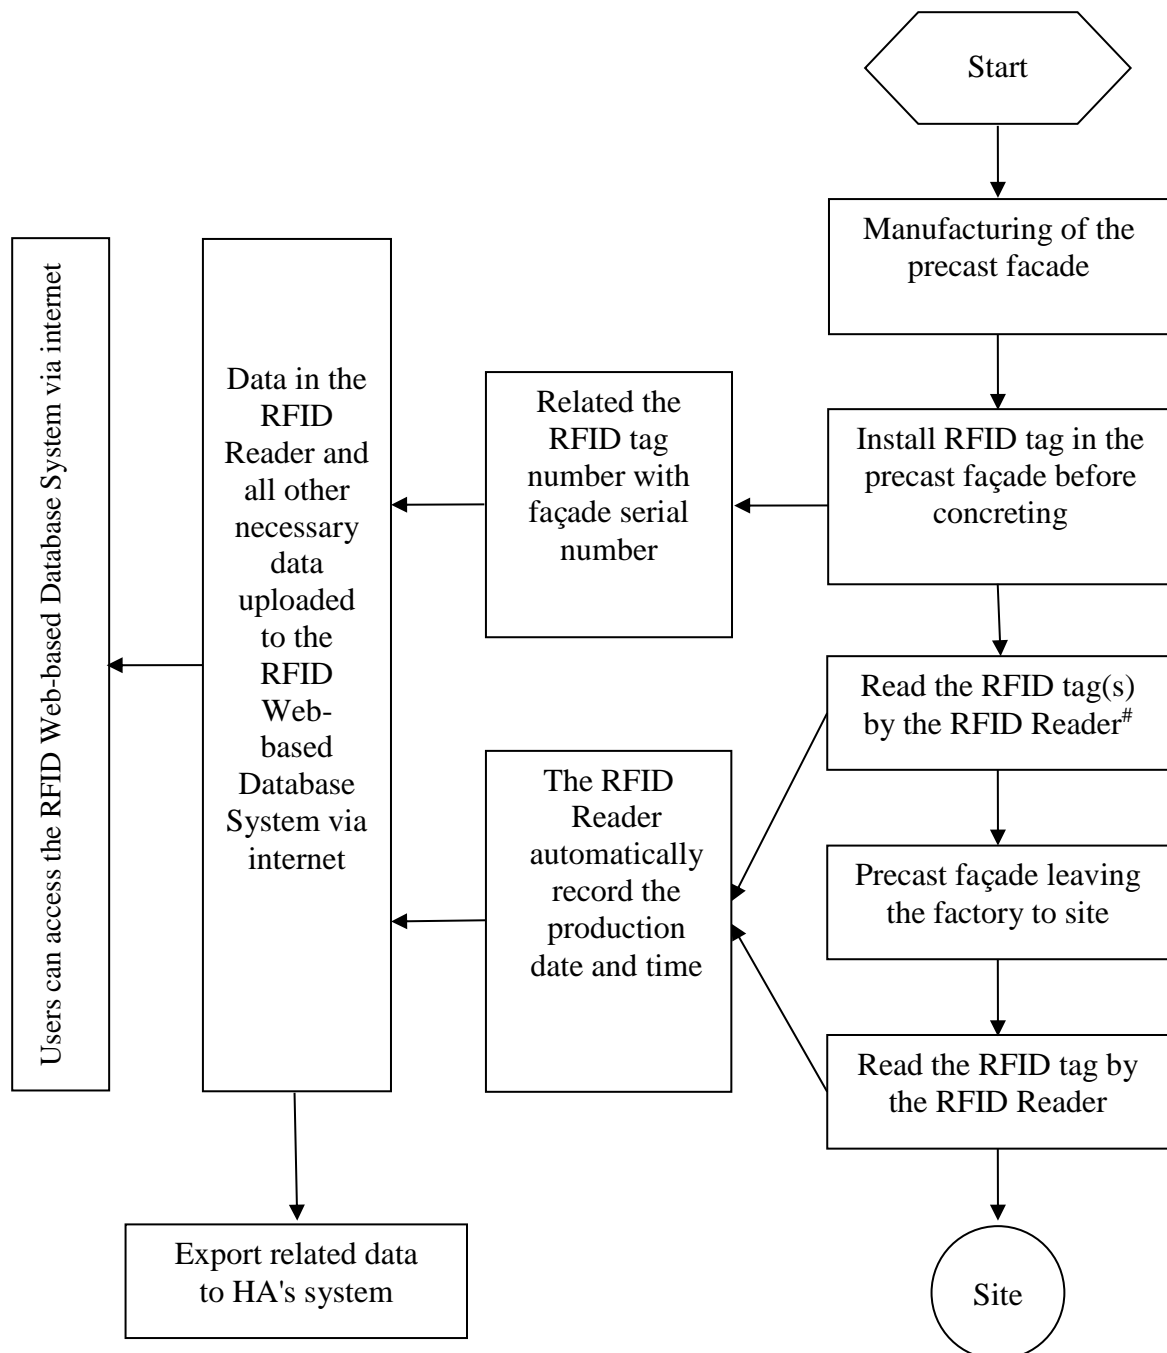 Start
Manufacturing of the
precast facade
Install RFID tag in the
precast façade before
concreting
Related the
RFID tag
number with
façade serial
number
Data in the
RFID
Reader and
all other
necessary
data
uploaded
to the
RFID
Web-
based
Database
System via
internet
Users can access the RFID Web-based Database System via internet
Read the RFID tag(s)
by the RFID Reader#
The RFID
Reader
automatically
record the
production
date and time
Precast façade leaving
the factory to site
Read the RFID tag by
the RFID Reader
Export related data
to HA's system
Site